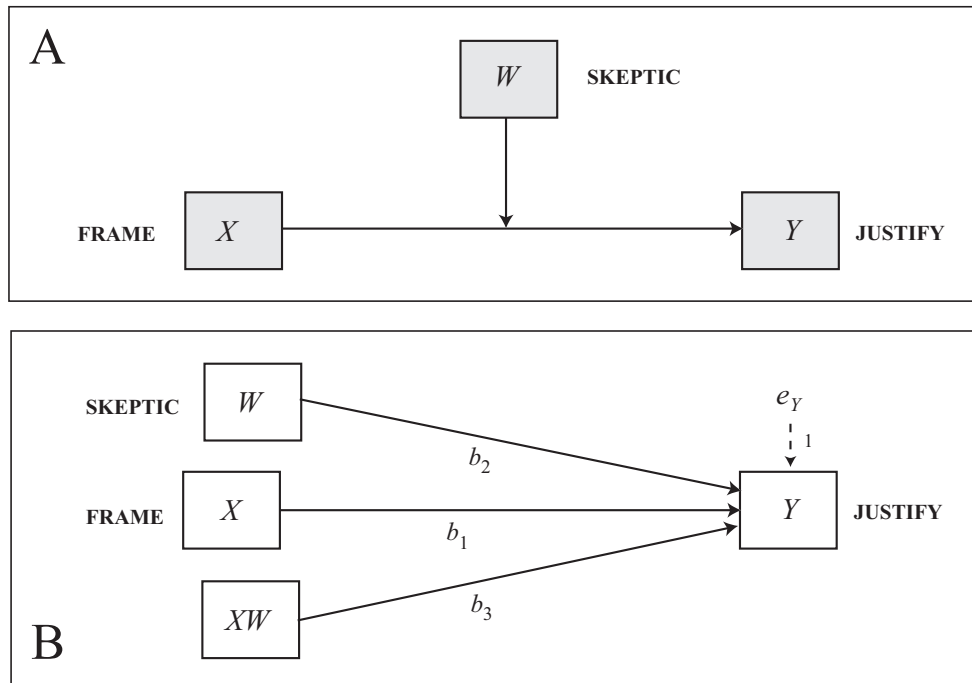 A
W SKEPTIC
FRAME X Y JUSTIFY
SKEPTIC W
e_Y
1
b_2
FRAME X Y JUSTIFY
b_1
XW
b_3
B